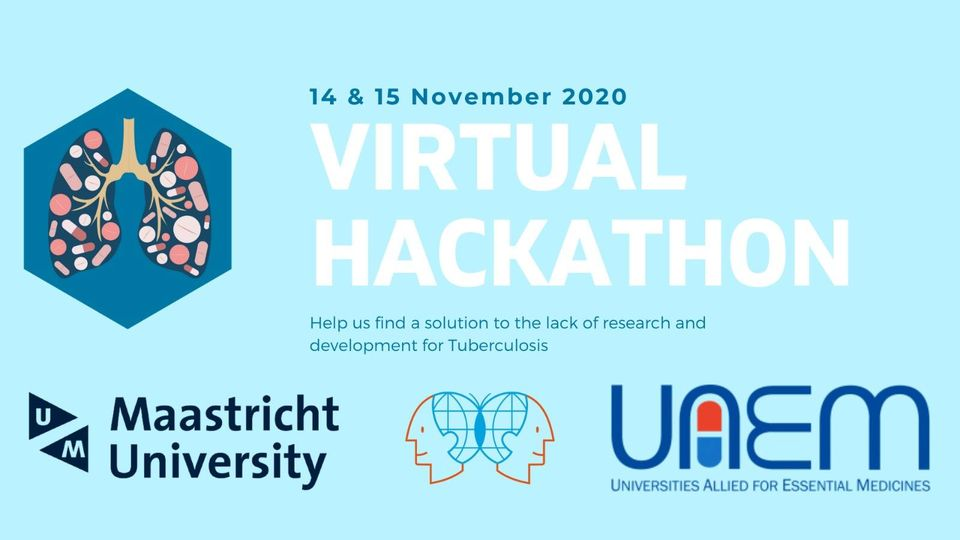 14 & 15 November 2020
VIRTUAL
HACKATHON
Help us find a solution to the lack of research and
development for Tuberculosis
U
M
Maastricht
University
UAEM
UNIVERSITIES ALLIED FOR ESSENTIAL MEDICINES